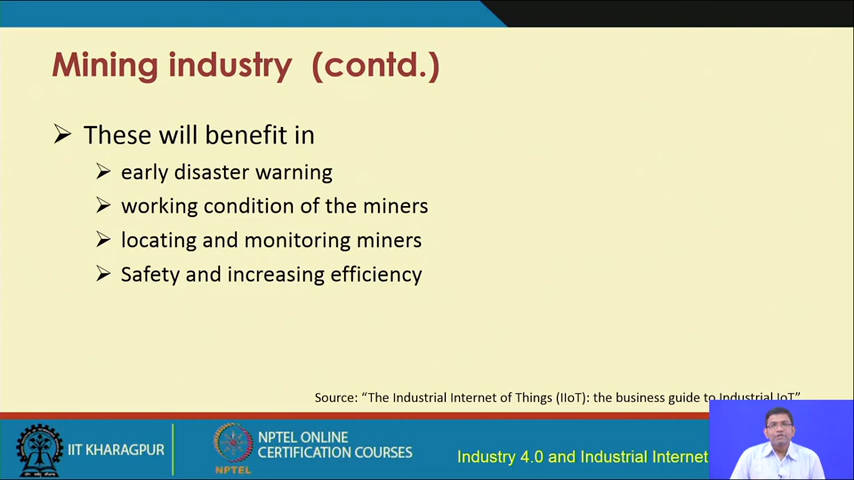 Mining industry (contd.)
➢ These will benefit in
➢ early disaster warning
➢ working condition of the miners
➢ locating and monitoring miners
➢ Safety and increasing efficiency
Source: “The Industrial Internet of Things (IIoT): the business guide to Industrial IoT”
IIT KHARAGPUR
NPTEL
NPTEL ONLINE
CERTIFICATION COURSES
Industry 4.0 and Industrial Internet